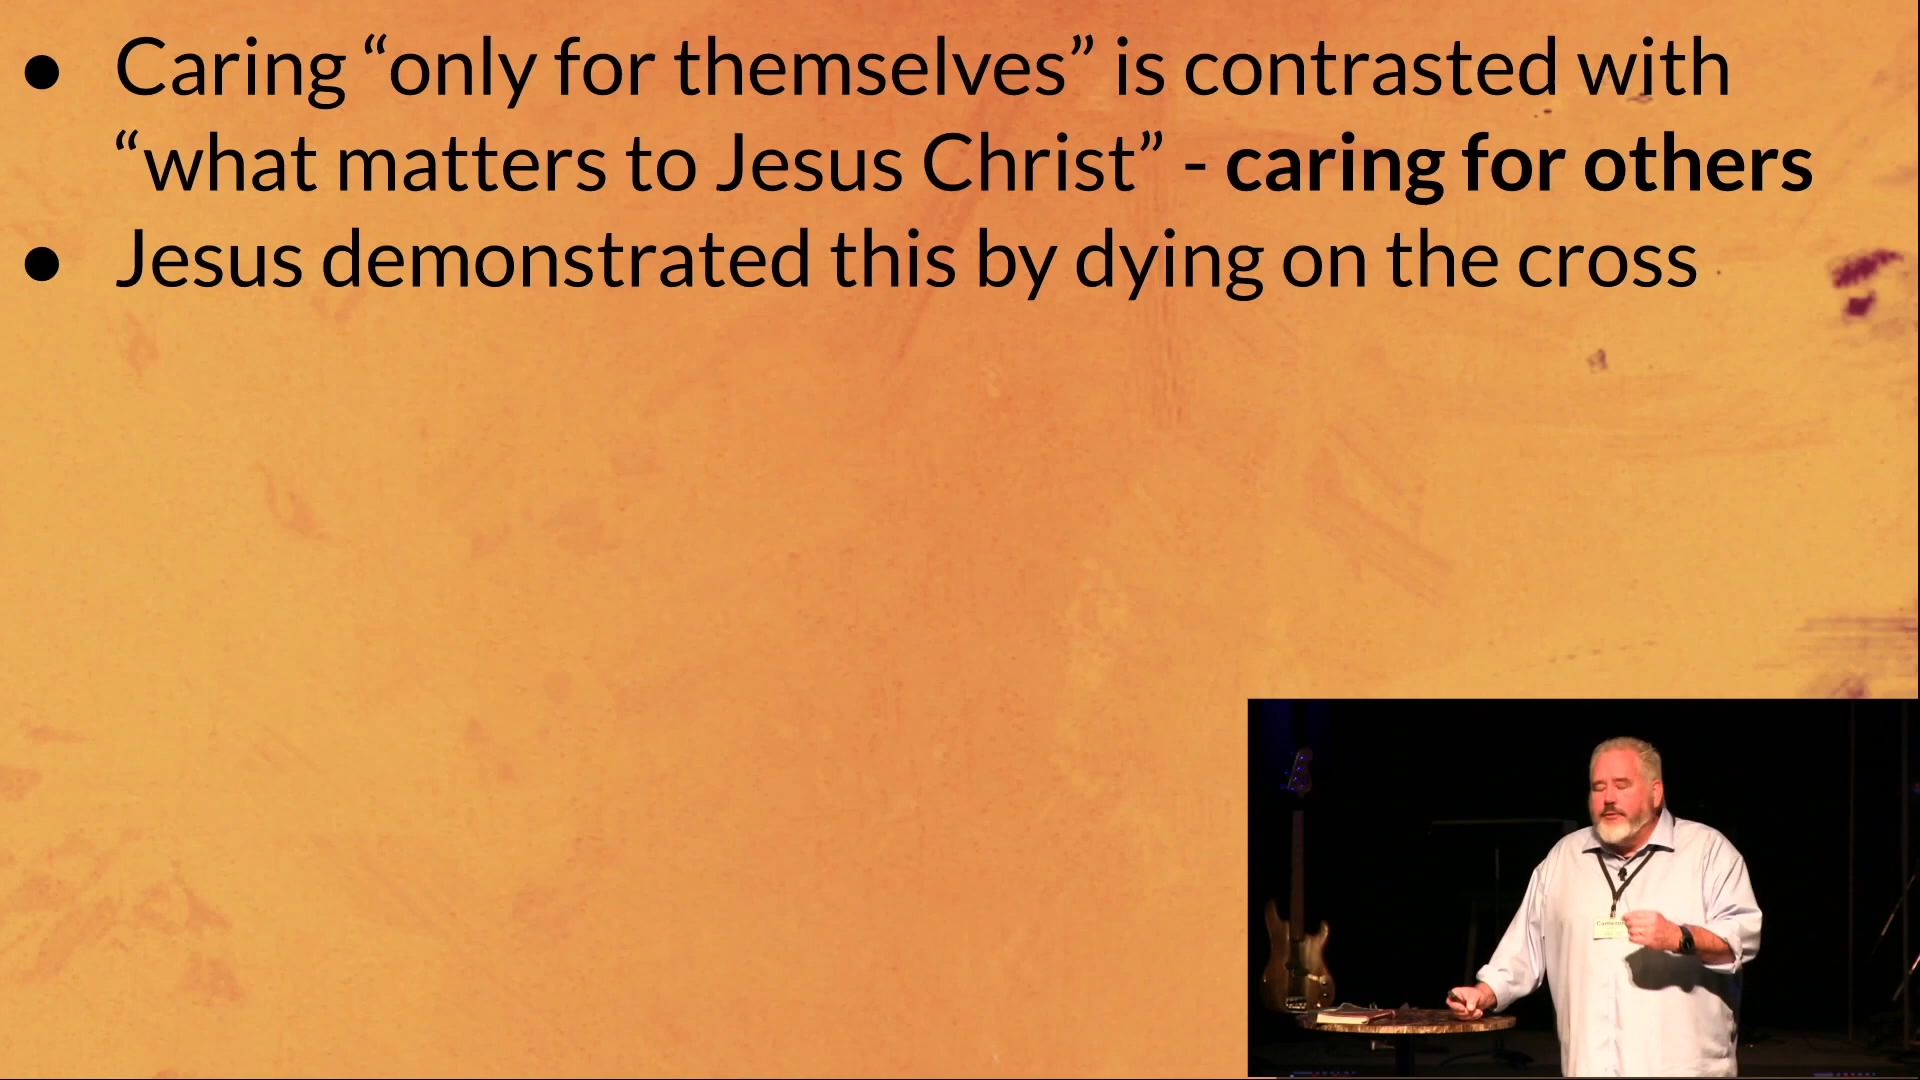 ● Caring “only for themselves” is contrasted with
“what matters to Jesus Christ” - caring for others
● Jesus demonstrated this by dying on the cross
Cameron